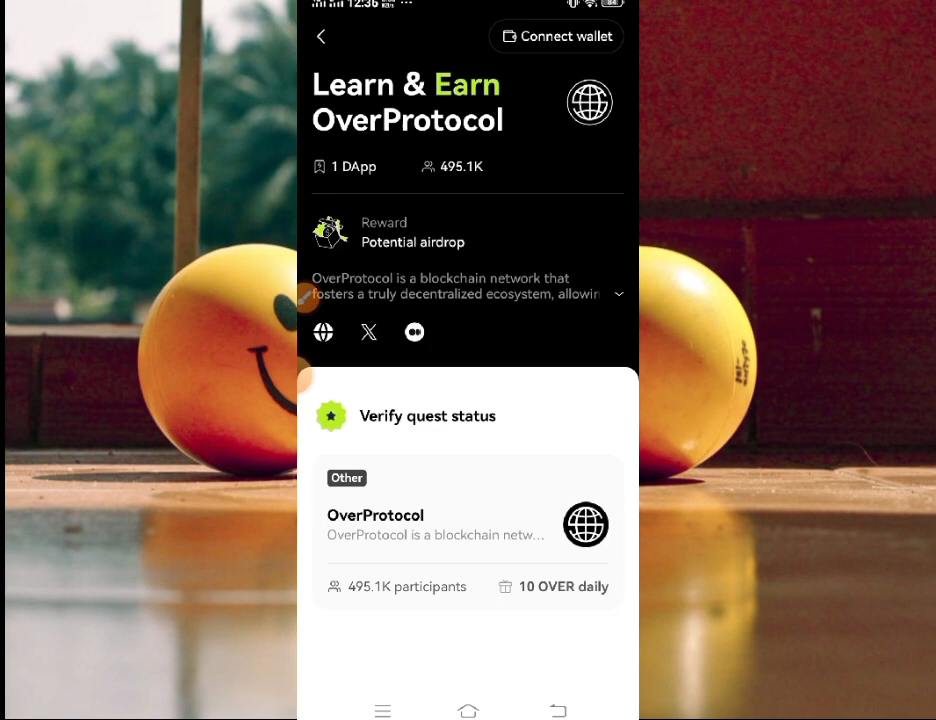 12:36
Connect wallet
Learn & Earn
OverProtocol
1 DApp
495.1K
Reward
Potential airdrop
OverProtocol is a blockchain network that
fosters a truly decentralized ecosystem, allowin
Verify quest status
Other
OverProtocol
OverProtocol is a blockchain netw...
495.1K participants
10 OVER daily